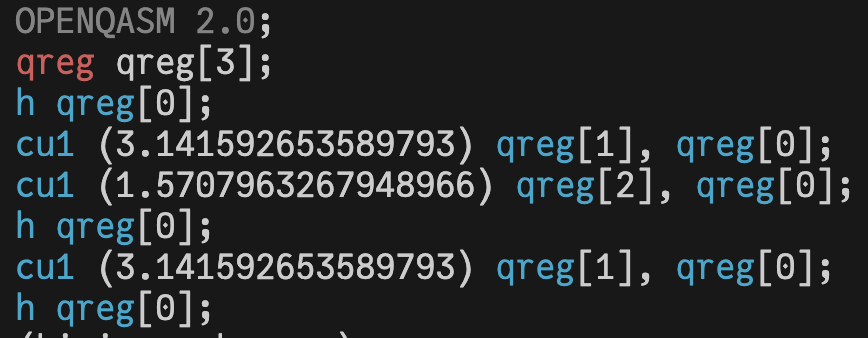 OPENQASM 2.0;
qreg qreg[3];
h qreg[0];
cu1 (3.141592653589793) qreg[1], qreg[0];
cu1 (1.5707963267948966) qreg[2], qreg[0];
h qreg[0];
cu1 (3.141592653589793) qreg[1], qreg[0];
h qreg[0];